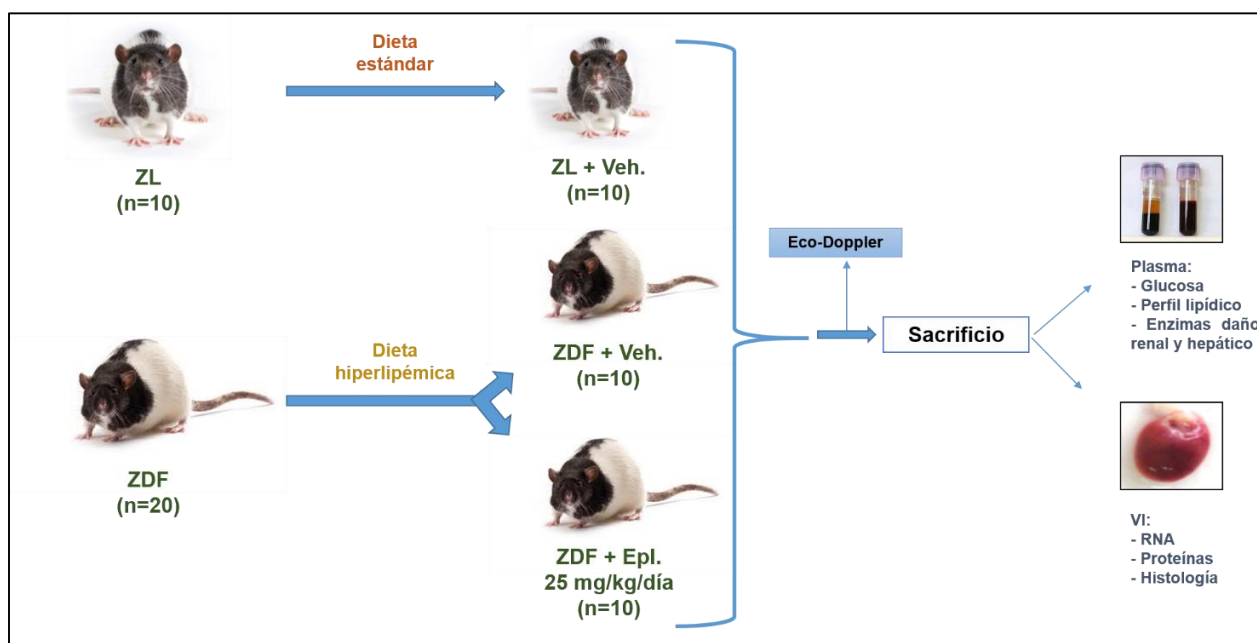 Dieta
estándar
ZL
(n=10)
ZL + Veh.
(n=10)
Dieta
hiperlipémica
ZDF
(n=20)
ZDF + Veh.
(n=10)
ZDF + Epl.
25 mg/kg/día
(n=10)
Eco-Doppler
Sacrificio
Plasma:
- Glucosa
- Perfil lipídico
- Enzimas daño
renal y hepático
VI:
- RNA
- Proteínas
- Histología